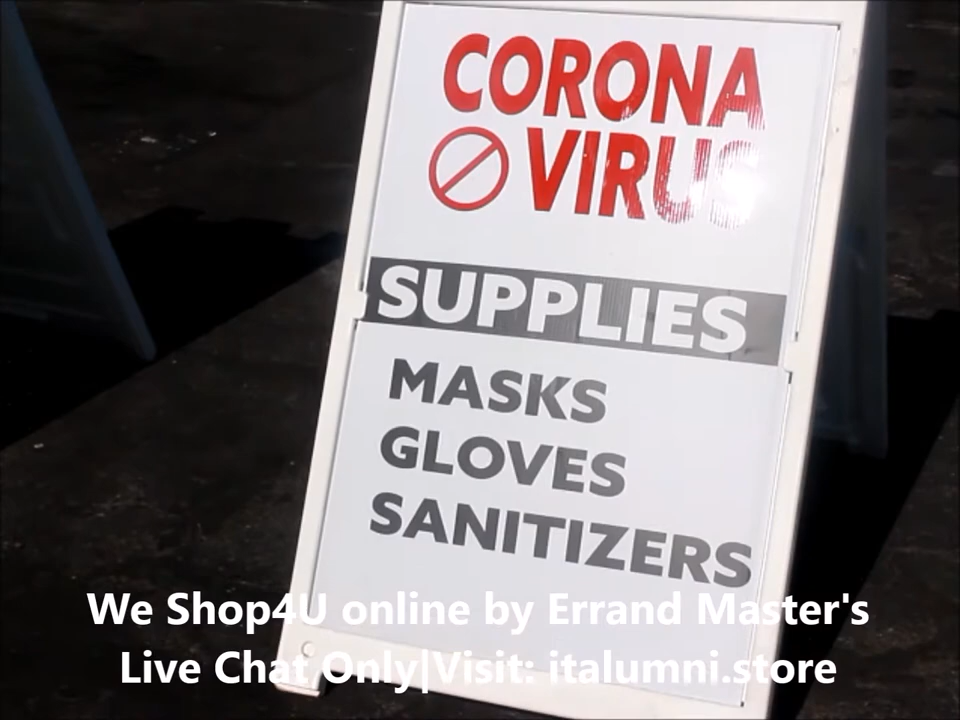 CORONA
VIRUS
SUPPLIES
MASKS
GLOVES
SANITIZERS
We Shop4U online by Errand Master's
Live Chat Only|Visit: italumni.store